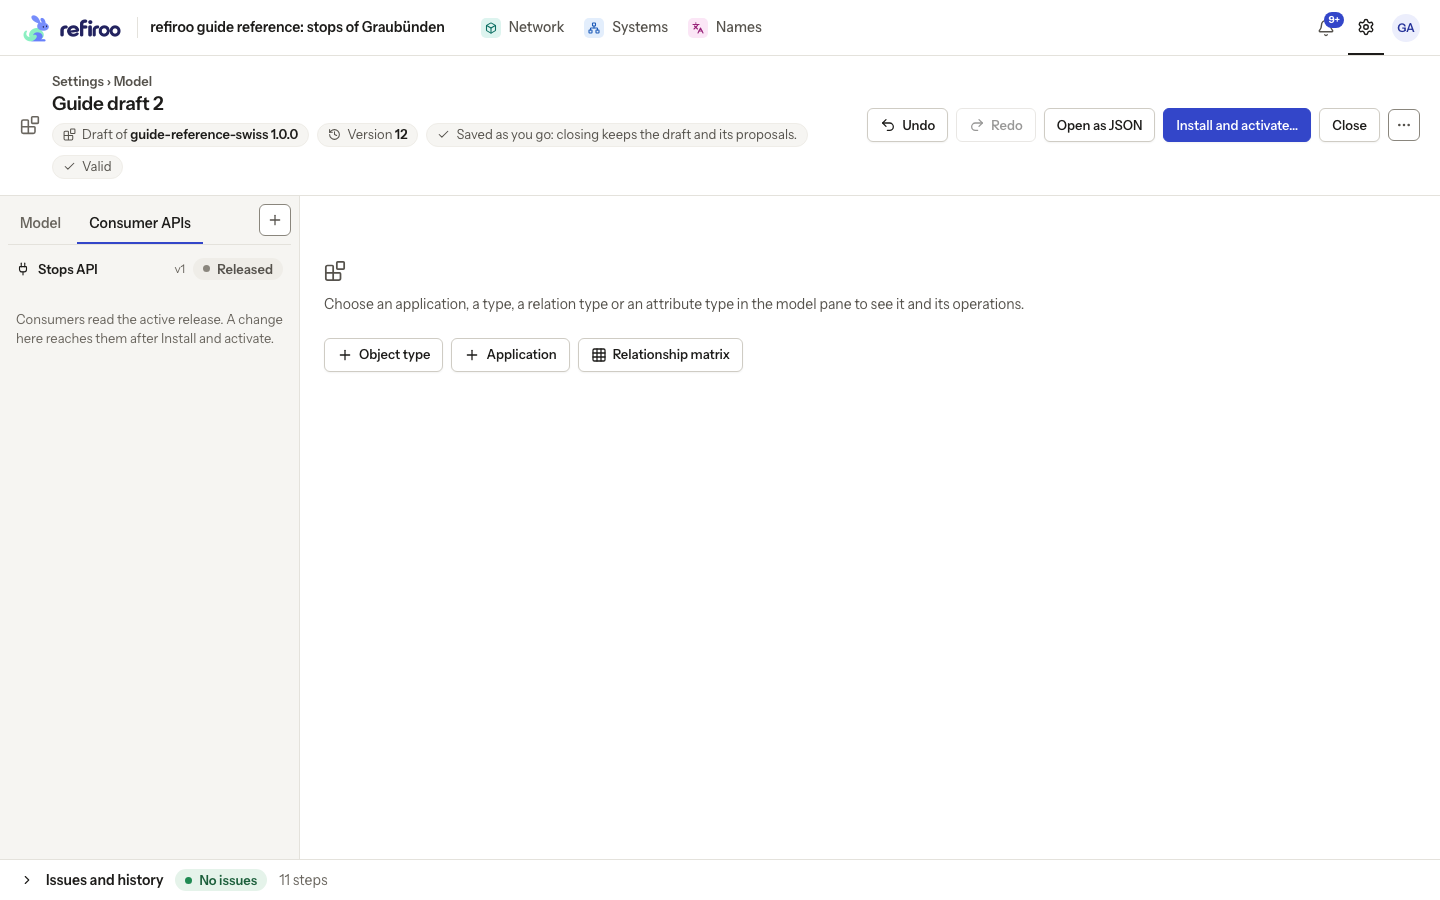 refiroo
refiroo guide reference: stops of Graubünden
Network
Systems
Names
9+
GA
Settings › Model
Guide draft 2
Draft of guide-reference-swiss 1.0.0
Version 12
Saved as you go: closing keeps the draft and its proposals.
Valid
Undo
Redo
Open as JSON
Install and activate...
Close
Model
Consumer APIs
Stops API
v1
Released
Consumers read the active release. A change
here reaches them after Install and activate.
Choose an application, a type, a relation type or an attribute type in the model pane to see it and its operations.
Object type
Application
Relationship matrix
Issues and history
No issues
11 steps